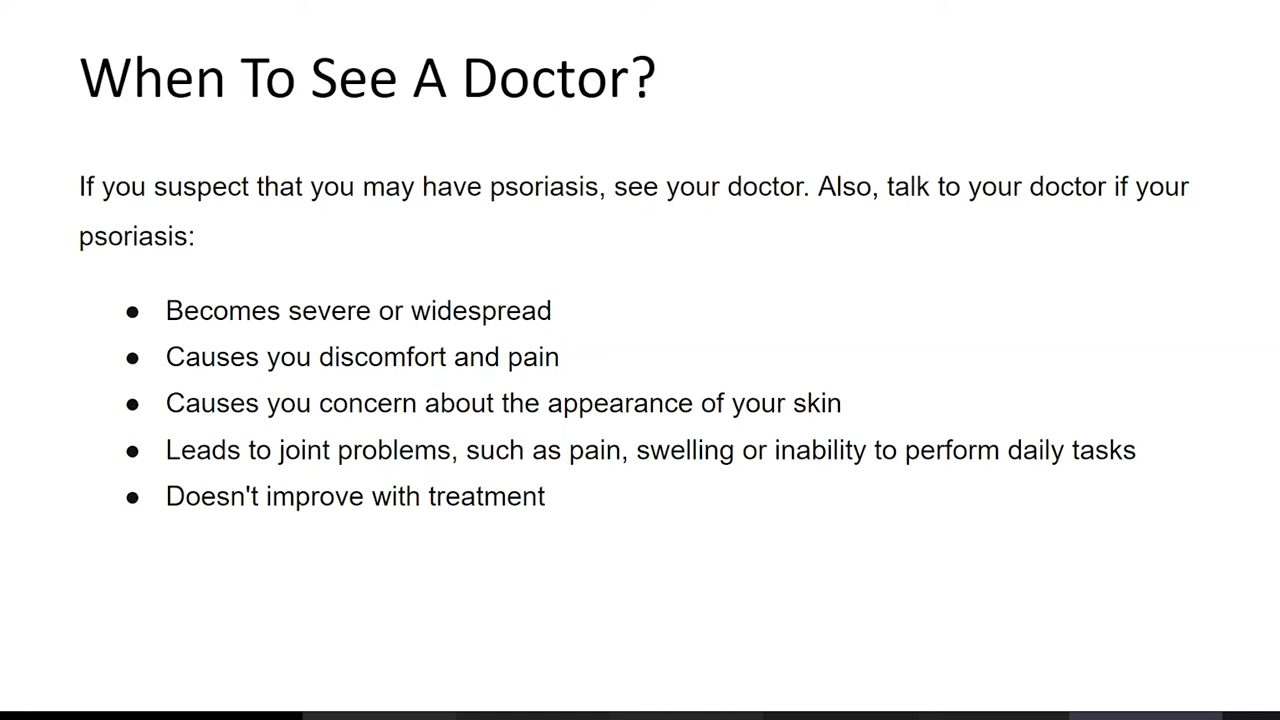 When To See A Doctor?
If you suspect that you may have psoriasis, see your doctor. Also, talk to your doctor if your
psoriasis:
● Becomes severe or widespread
● Causes you discomfort and pain
● Causes you concern about the appearance of your skin
● Leads to joint problems, such as pain, swelling or inability to perform daily tasks
● Doesn't improve with treatment